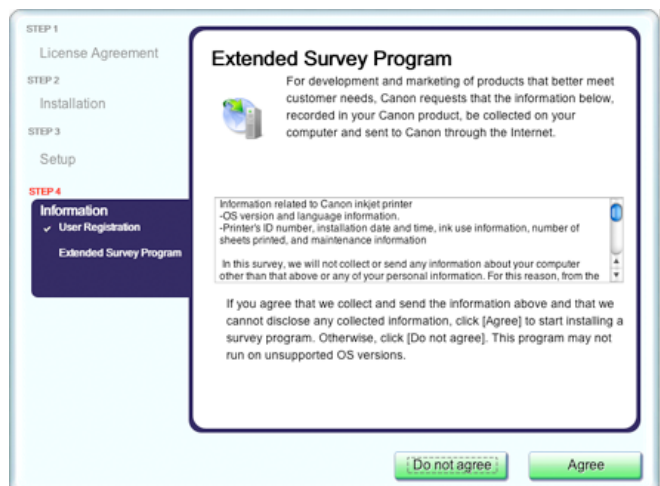 STEP 1
License Agreement
STEP 2
Installation
STEP 3
Setup
STEP 4
Information
User Registration
Extended Survey Program
Extended Survey Program
For development and marketing of products that better meet
customer needs, Canon requests that the information below,
recorded in your Canon product, be collected on your
computer and sent to Canon through the Internet.
Information related to Canon inkjet printer
-OS version and language information.
-Printer's ID number, installation date and time, ink use information, number of
sheets printed, and maintenance information
In this survey, we will not collect or send any information about your computer
other than that above or any of your personal information. For this reason, from the
If you agree that we collect and send the information above and that we
cannot disclose any collected information, click [Agree] to start installing a
survey program. Otherwise, click [Do not agree]. This program may not
run on unsupported OS versions.
Do not agree
Agree